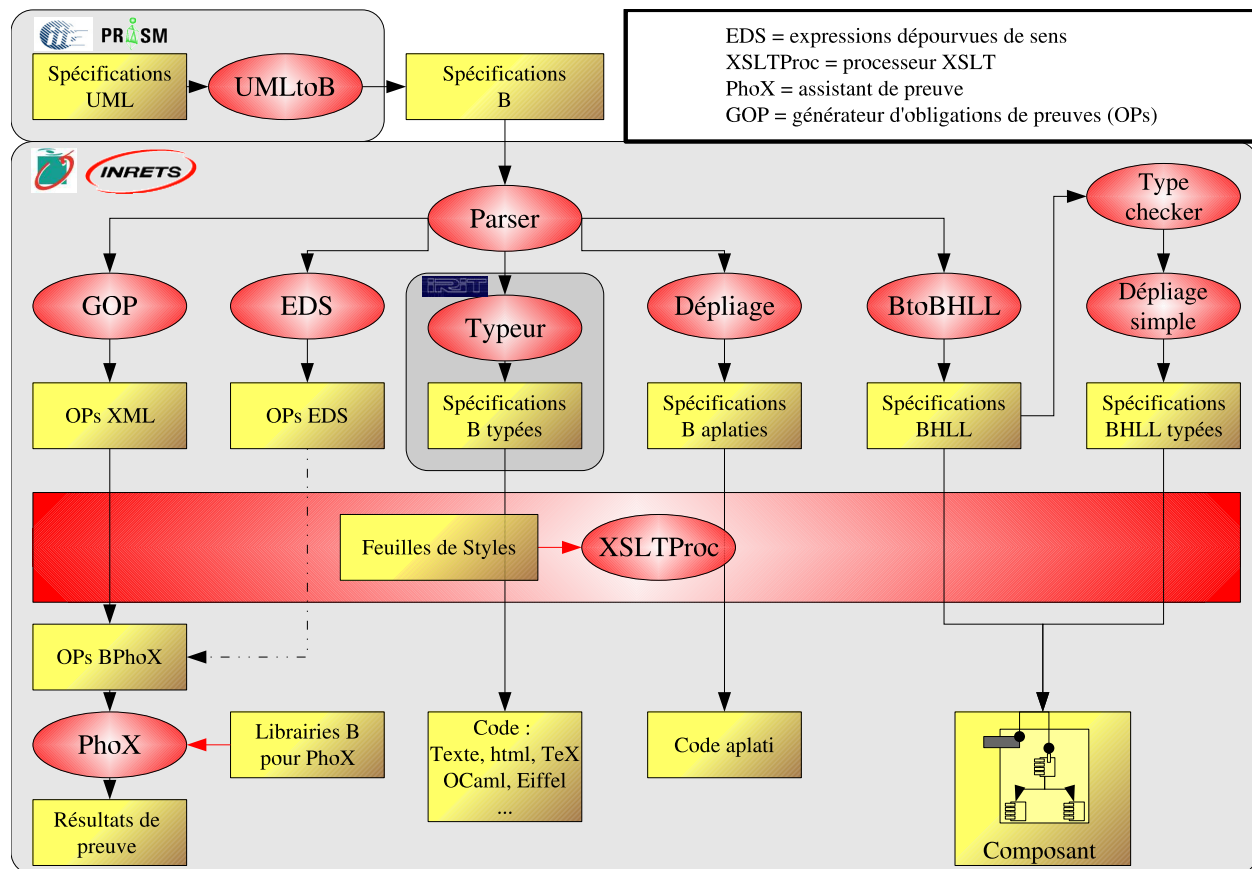 PRiSM
EDS = expressions dépourvues de sens
XSLTProc = processeur XSLT
PhoX = assistant de preuve
GOP = générateur d'obligations de preuves (OPs)
Spécifications
UML
UMLtoB
Spécifications
B
INRETS
Parser
Type
checker
GOP
EDS
IRIT
Typeur
Dépliage
BtoBHLL
Dépliage
simple
OPs XML
OPs EDS
Spécifications
B typées
Spécifications
B aplaties
Spécifications
BHLL
Spécifications
BHLL typées
Feuilles de Styles
XSLTProc
OPs BPhoX
PhoX
Librairies B
pour PhoX
Code :
Texte, html, TeX
OCaml, Eiffel
...
Code aplati
Résultats de
preuve
Composant